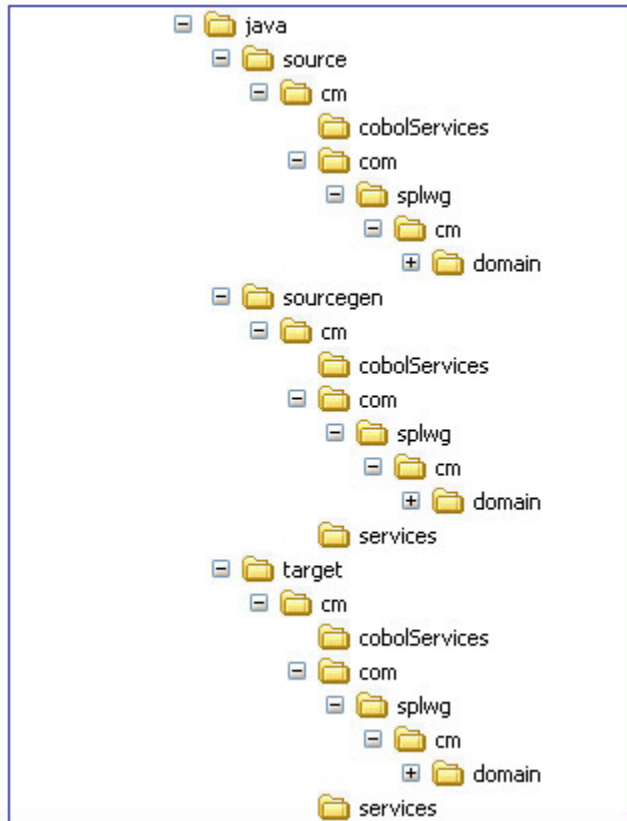 java
source
cm
cobolServices
com
splwg
cm
domain
sourcegen
cm
cobolServices
com
splwg
cm
domain
services
target
cm
cobolServices
com
splwg
cm
domain
services